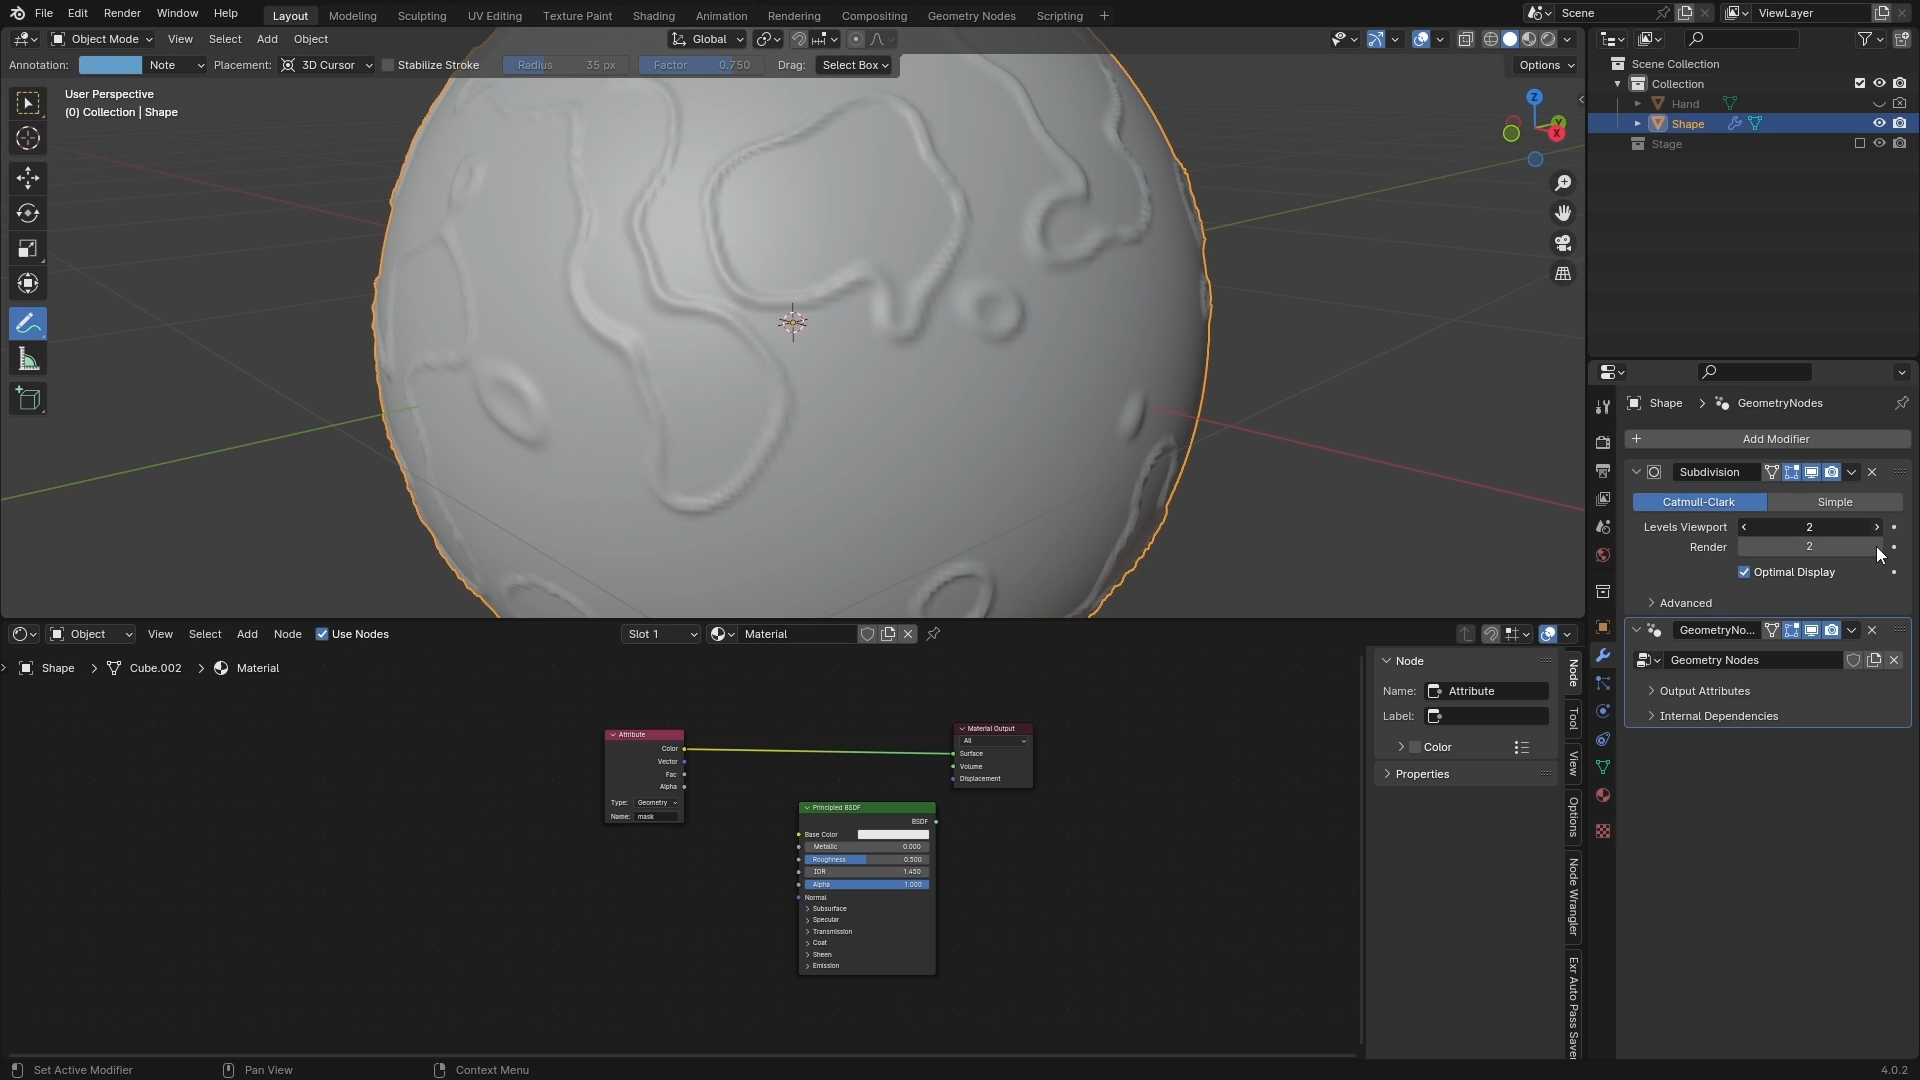 File Edit Render Window Help Layout Modeling Sculpting UV Editing Texture Paint Shading Animation Rendering Compositing Geometry Nodes Scripting + Scene ViewLayer
Object Mode View Select Add Object Global
Annotation: Note Placement: 3D Cursor Stabilize Stroke Radius 35 px Factor 0.750 Drag: Select Box Options
User Perspective
(0) Collection | Shape
Z
Y
X
Scene Collection
Collection
Hand
Shape
Stage
Shape > GeometryNodes
+ Add Modifier
Subdivision
Catmull-Clark Simple
Levels Viewport 2
Render 2
Optimal Display
Advanced
GeometryNo...
Geometry Nodes
Output Attributes
Internal Dependencies
Object View Select Add Node Use Nodes Slot 1 Material
Shape > Cube.002 > Material
Attribute
Color
Vector
Fac
Alpha
Type: Geometry
Name: mask
Material Output
All
Surface
Volume
Displacement
Principled BSDF
BSDF
Base Color
Metallic 0.000
Roughness 0.500
IOR 1.450
Alpha 1.000
Normal
Subsurface
Specular
Transmission
Coat
Sheen
Emission
Node
Name: Attribute
Label:
Color
Properties
Node
Tool
View
Options
Node Wrangler
Exr Auto Pass Save
Set Active Modifier Pan View Context Menu 4.0.2